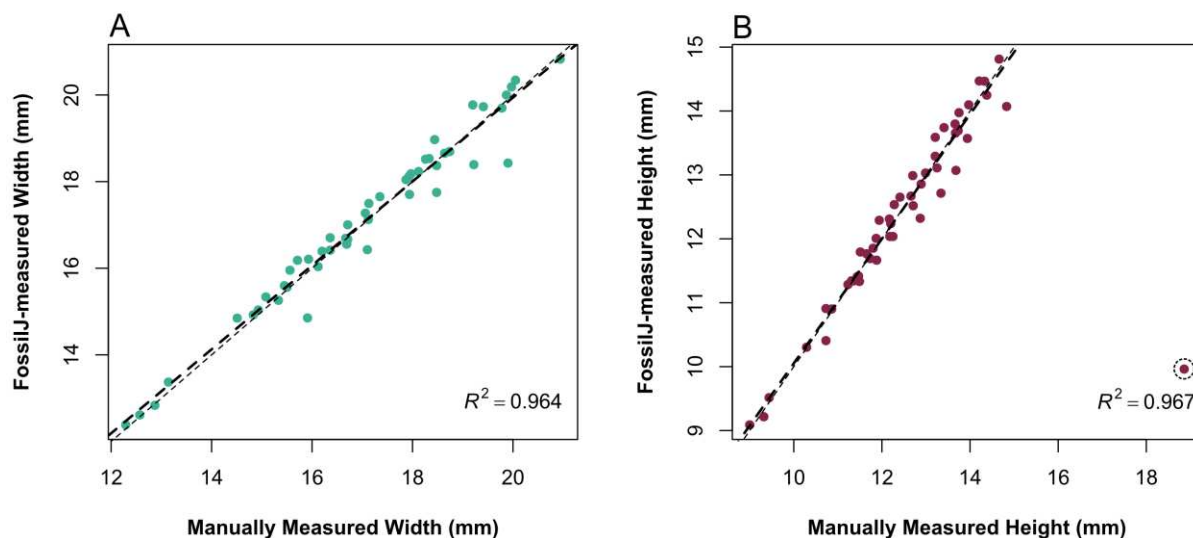 A
FossilJ-measured Width (mm)
20
18
16
14
R² = 0.964
12 14 16 18 20
Manually Measured Width (mm)
B
FossilJ-measured Height (mm)
15
14
13
12
11
10
9
R² = 0.967
10 12 14 16 18
Manually Measured Height (mm)